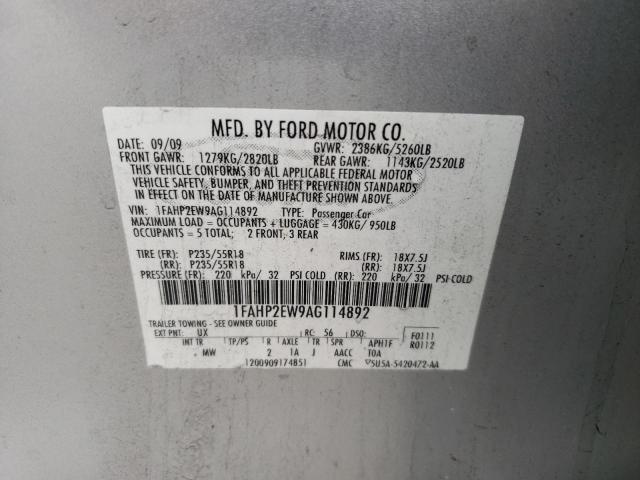 MFD. BY FORD MOTOR CO.
DATE: 09/09 GVWR: 2386KG/5260LB
FRONT GAWR: 1279KG/2820LB REAR GAWR: 1143KG/2520LB
THIS VEHICLE CONFORMS TO ALL APPLICABLE FEDERAL MOTOR
VEHICLE SAFETY, BUMPER, AND THEFT PREVENTION STANDARDS
IN EFFECT ON THE DATE OF MANUFACTURE SHOWN ABOVE.
VIN: 1FAHP2EW9AG114892 TYPE: Passenger Car
MAXIMUM LOAD = OCCUPANTS + LUGGAGE = 430KG/ 950LB
OCCUPANTS = 5 TOTAL: 2 FRONT, 3 REAR
TIRE (FR): P235/55R18 RIMS (FR): 18X7.5J
(RR): P235/55R18 (RR): 18X7.5J
PRESSURE (FR): 220 kPa/ 32 PSI COLD (RR): 220 kPa/ 32 PSI COLD
1FAHP2EW9AG114892
TRAILER TOWING - SEE OWNER GUIDE
EXT PNT: UX RC: 56 DSO: F0111
INT TR TP/PS R AXLE TR SPR APH1F R0112
MW 2 1A J AACC TOA
1200909174851 CMC 5U5A-5420472-AA